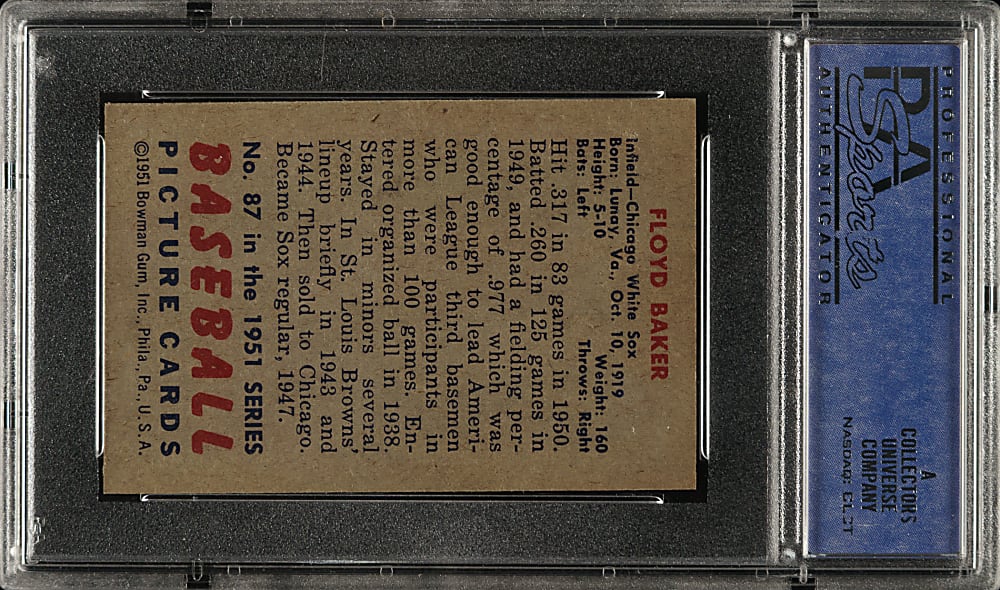 PROFESSIONAL
PSA
Sports
AUTHENTICATOR
A
COLLECTORS
UNIVERSE
COMPANY
NASDAQ: CLCT
FLOYD BAKER
Infield-Chicago White Sox
Born: Lunay, Va., Oct. 10, 1919
Height: 5-10 Weight: 160
Bats: Left Throws: Right
Hit .317 in 83 games in 1950.
Batted .260 in 125 games in
1949, and had a fielding per-
centage of .977 which was
good enough to lead Ameri-
can League third basemen
who were participants in
more than 100 games. En-
tered organized ball in 1938.
Stayed in minors several
years. In St. Louis Browns'
lineup briefly in 1943 and
1944. Then sold to Chicago.
Became Sox regular, 1947.
No. 87 in the 1951 SERIES
BASEBALL
PICTURE CARDS
©1951 Bowman Gum, Inc., Phila., Pa., U.S.A.